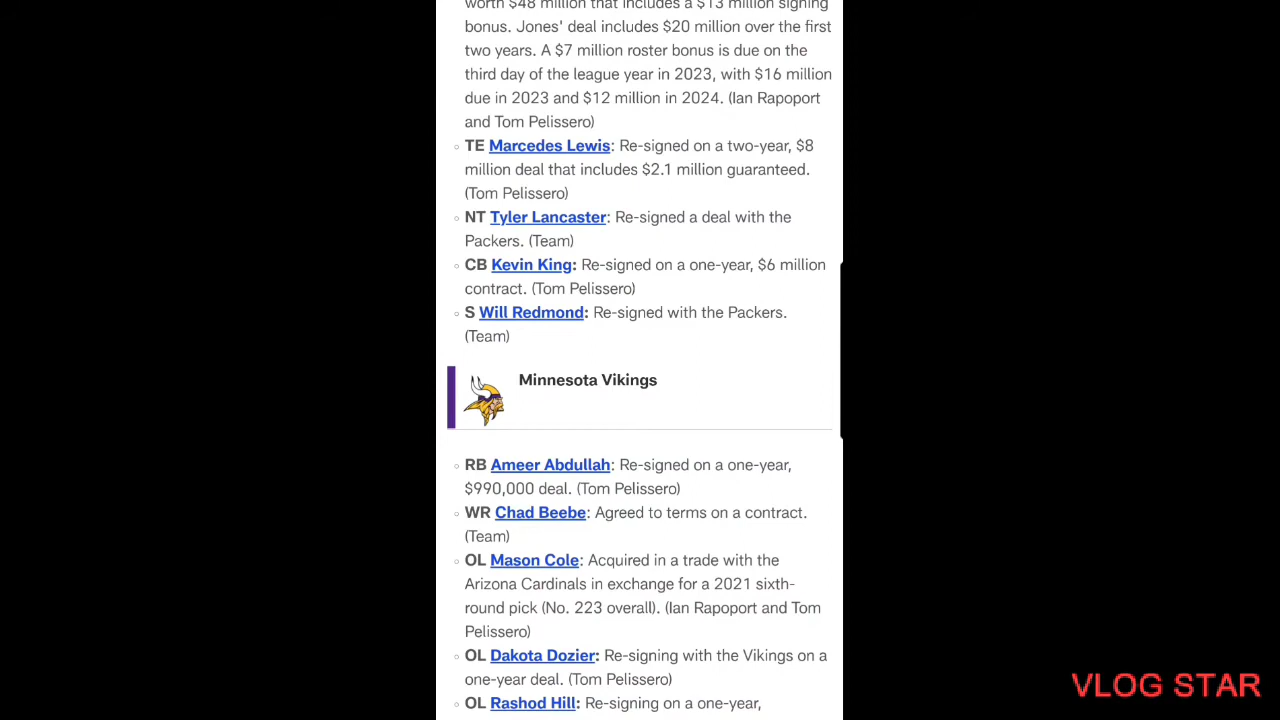 worth $48 million that includes a $13 million signing
bonus. Jones' deal includes $20 million over the first
two years. A $7 million roster bonus is due on the
third day of the league year in 2023, with $16 million
due in 2023 and $12 million in 2024. (Ian Rapoport
and Tom Pelissero)
TE Marcedes Lewis: Re-signed on a two-year, $8
million deal that includes $2.1 million guaranteed.
(Tom Pelissero)
NT Tyler Lancaster: Re-signed a deal with the
Packers. (Team)
CB Kevin King: Re-signed on a one-year, $6 million
contract. (Tom Pelissero)
S Will Redmond: Re-signed with the Packers.
(Team)
Minnesota Vikings
RB Ameer Abdullah: Re-signed on a one-year,
$990,000 deal. (Tom Pelissero)
WR Chad Beebe: Agreed to terms on a contract.
(Team)
OL Mason Cole: Acquired in a trade with the
Arizona Cardinals in exchange for a 2021 sixth-
round pick (No. 223 overall). (Ian Rapoport and Tom
Pelissero)
OL Dakota Dozier: Re-signing with the Vikings on a
one-year deal. (Tom Pelissero)
OL Rashod Hill: Re-signing on a one-year,
VLOG STAR